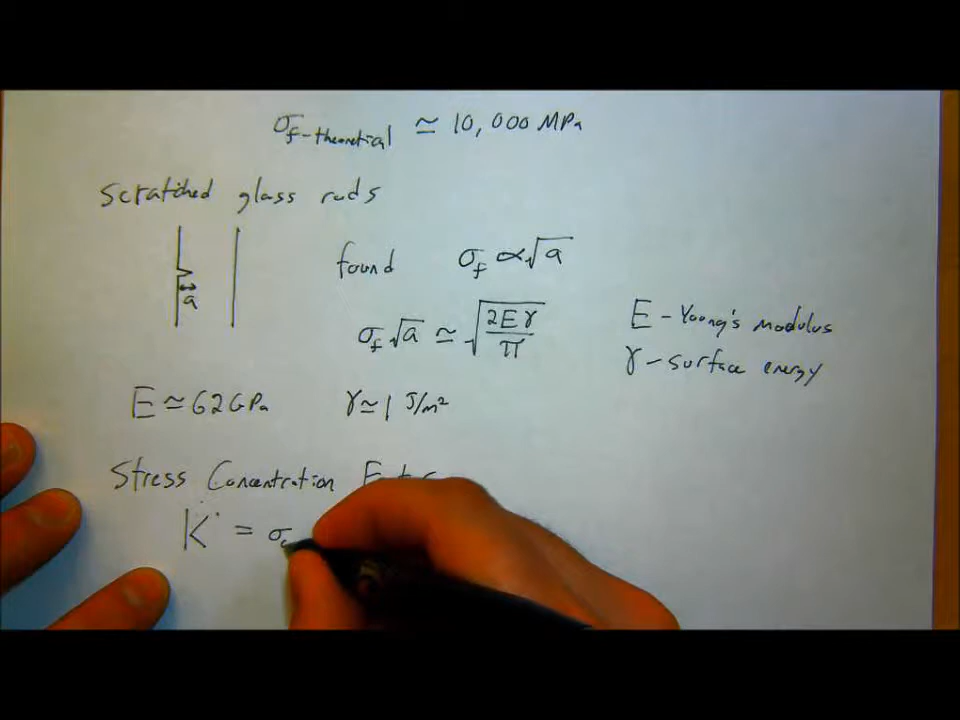 σf-theoretical ≃ 10,000 MPa
scratched glass rods
a
found σf ∝ √a
σf √a ≃ √(2Eγ/π)
E - Young's modulus
γ - surface energy
E ≃ 62 GPa γ ≃ 1 J/m²
Stress Concentration
K = σ